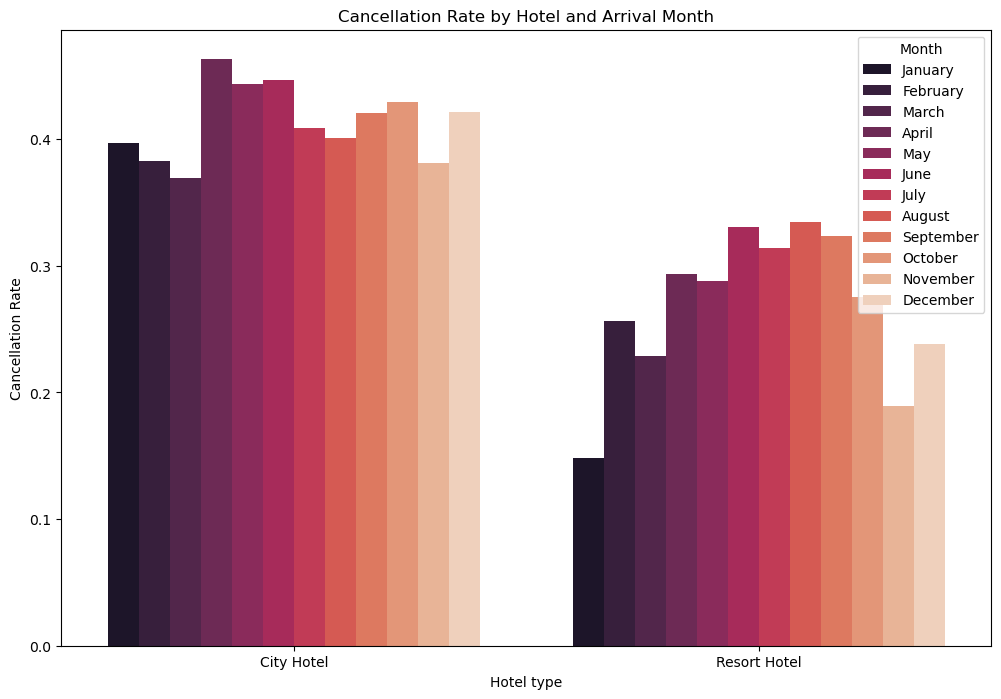 Cancellation Rate by Hotel and Arrival Month
Month
January
February
March
April
May
June
July
August
September
October
November
December
Cancellation Rate
0.4
0.3
0.2
0.1
0.0
City Hotel
Resort Hotel
Hotel type